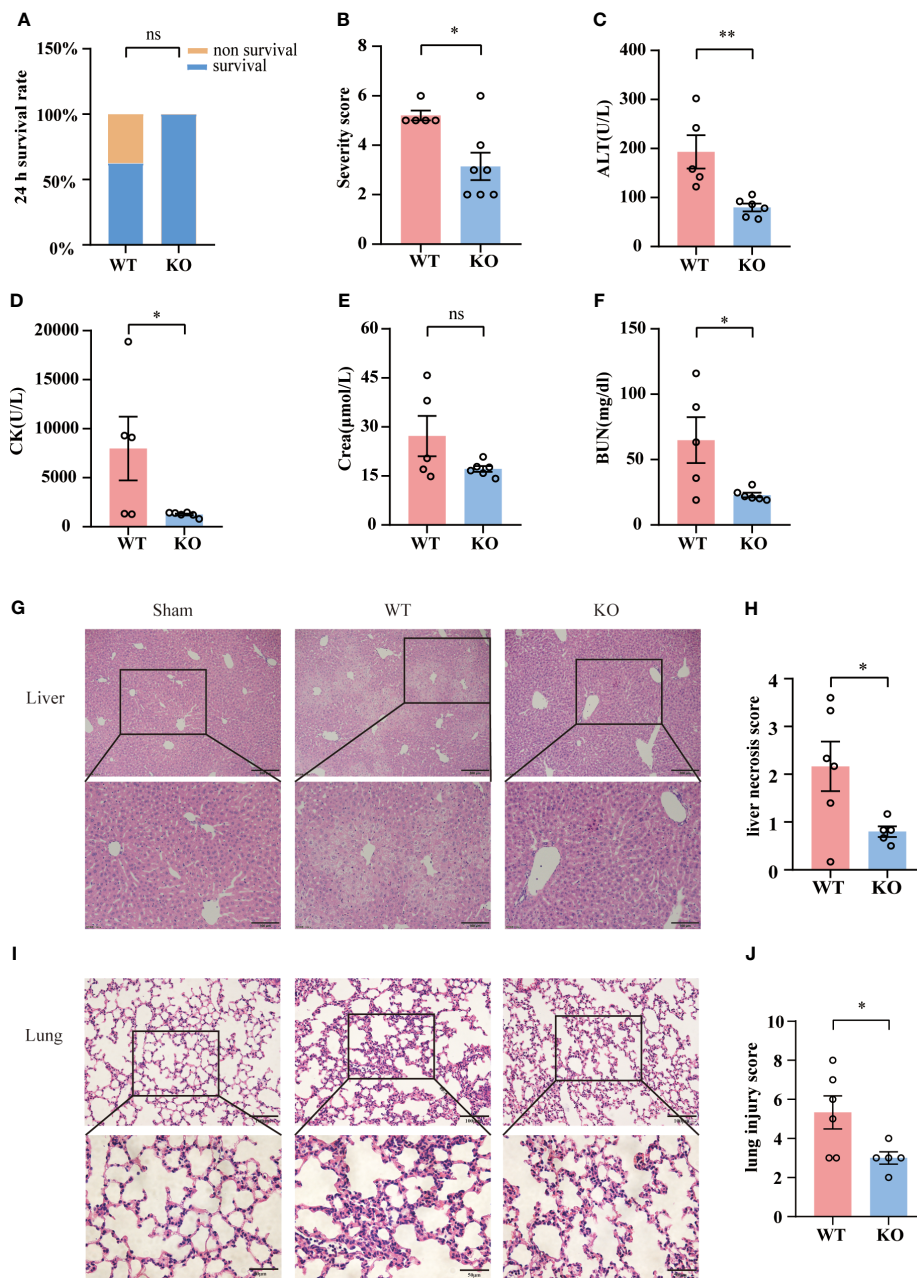 A
24 h survival rate
150%
100%
50%
0%
ns
non survival
survival
WT KO
B
Severity score
8
6
4
2
0
*
WT KO
C
ALT(U/L)
400
300
200
100
0
**
WT KO
D
CK(U/L)
20000
15000
10000
5000
0
*
WT KO
E
Crea(μmol/L)
60
45
30
15
0
ns
WT KO
F
BUN(mg/dl)
150
100
50
0
*
WT KO
G
Sham WT KO
Liver
H
liver necrosis score
4
3
2
1
0
*
WT KO
I
Lung
50μm
J
lung injury score
10
8
6
4
2
0
*
WT KO